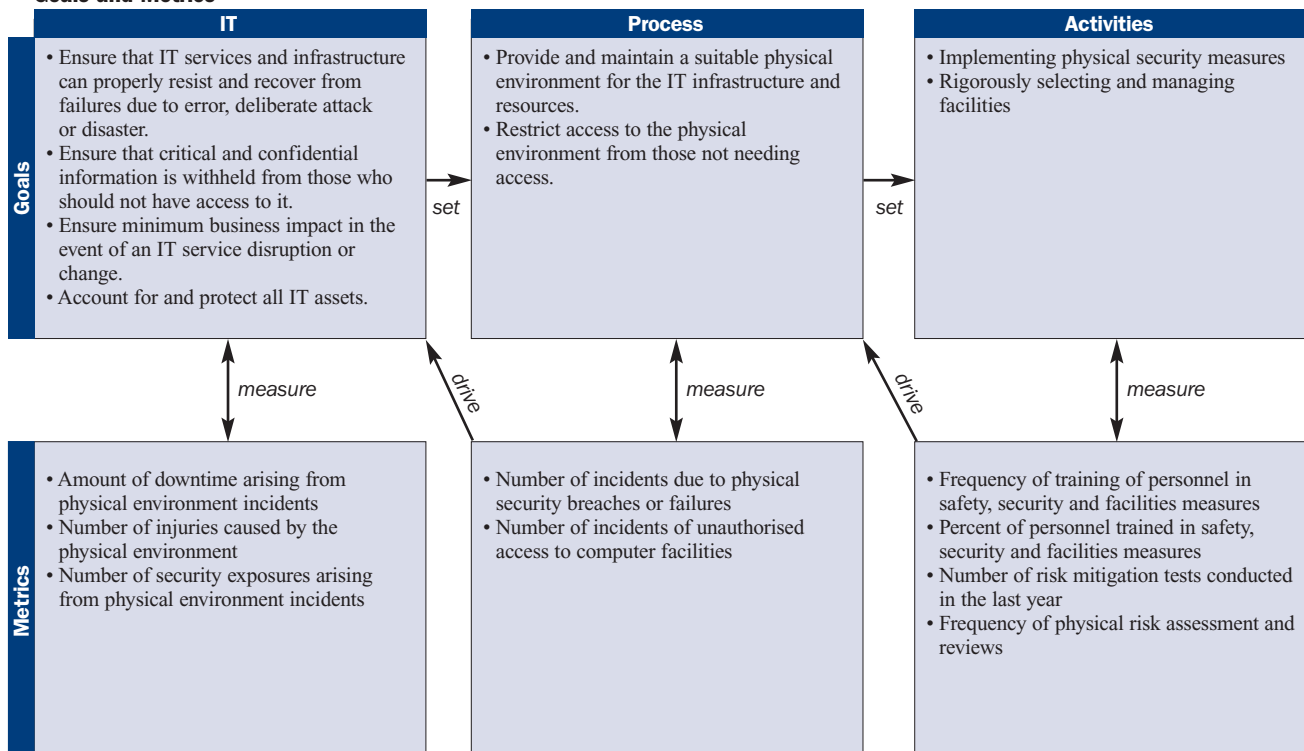 Goals and Metrics
IT
Process
Activities
Goals
• Ensure that IT services and infrastructure
can properly resist and recover from
failures due to error, deliberate attack
or disaster.
• Ensure that critical and confidential
information is withheld from those who
should not have access to it.
• Ensure minimum business impact in the
event of an IT service disruption or
change.
• Account for and protect all IT assets.
set
• Provide and maintain a suitable physical
environment for the IT infrastructure and
resources.
• Restrict access to the physical
environment from those not needing
access.
set
• Implementing physical security measures
• Rigorously selecting and managing
facilities
measure
drive
measure
drive
measure
Metrics
• Amount of downtime arising from
physical environment incidents
• Number of injuries caused by the
physical environment
• Number of security exposures arising
from physical environment incidents
• Number of incidents due to physical
security breaches or failures
• Number of incidents of unauthorised
access to computer facilities
• Frequency of training of personnel in
safety, security and facilities measures
• Percent of personnel trained in safety,
security and facilities measures
• Number of risk mitigation tests conducted
in the last year
• Frequency of physical risk assessment and
reviews